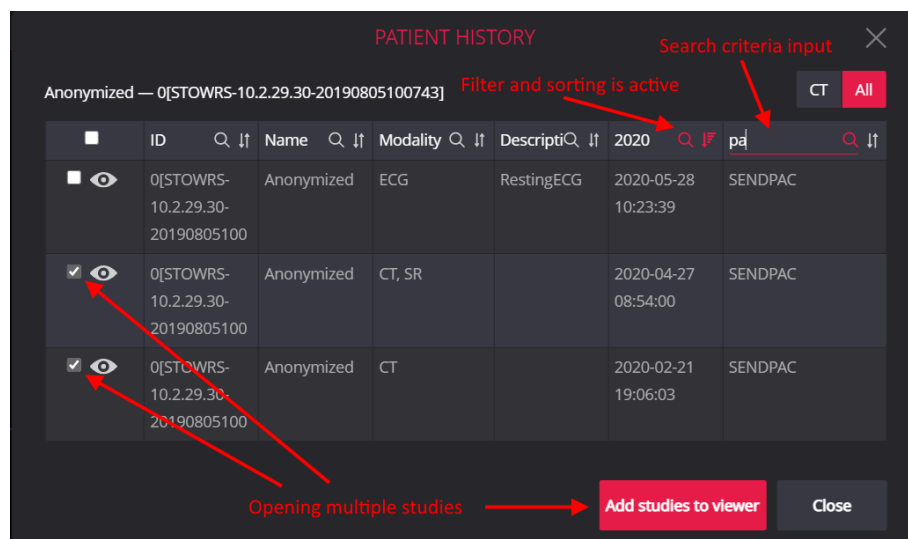 PATIENT HISTORY
Search criteria input
Anonymized — 0[STOWRS-10.2.29.30-20190805100743]
Filter and sorting is active
CT All
ID Name Modality Descripti 2020 pa
0[STOWRS- Anonymized ECG RestingECG 2020-05-28 SENDPAC
10.2.29.30- 10:23:39
20190805100
0[STOWRS- Anonymized CT, SR 2020-04-27 SENDPAC
10.2.29.30- 08:54:00
20190805100
0[STOWRS- Anonymized CT 2020-02-21 SENDPAC
10.2.29.30- 19:06:03
20190805100
Opening multiple studies
Add studies to viewer Close